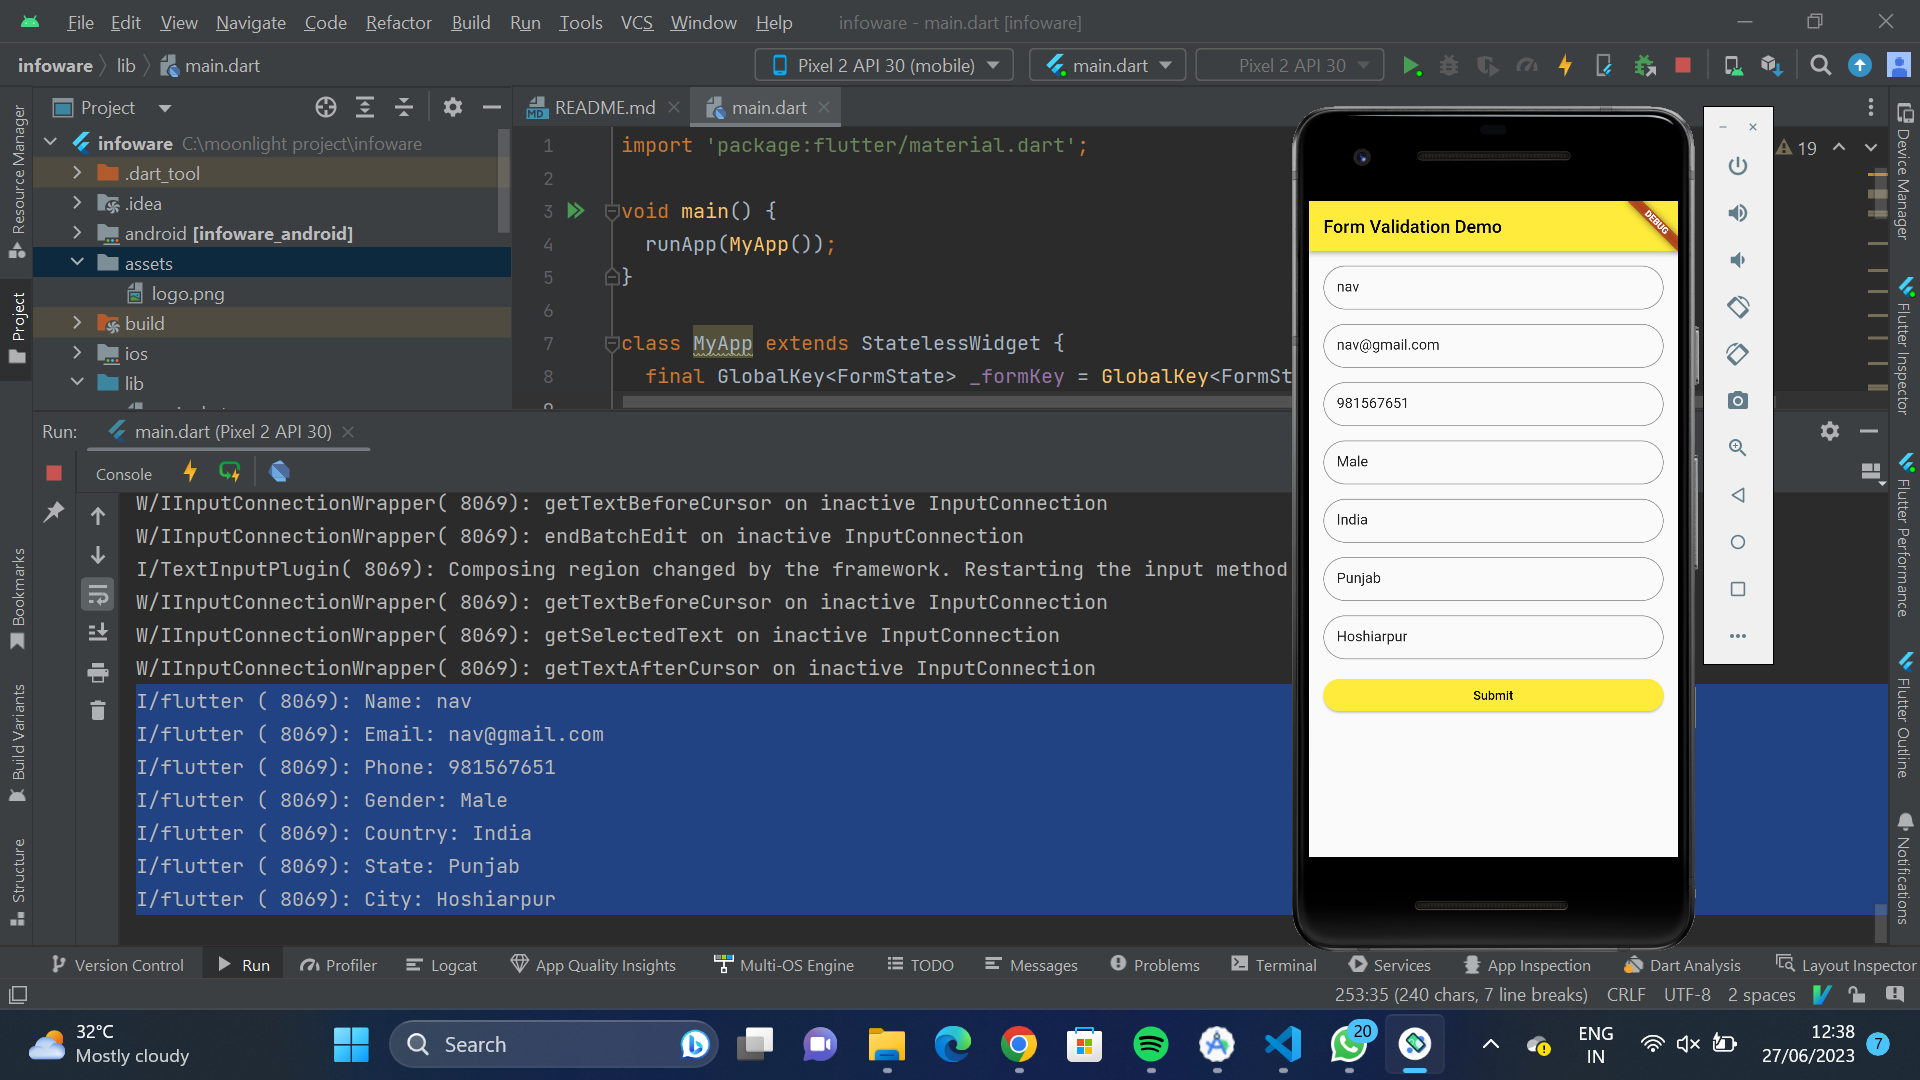 File Edit View Navigate Code Refactor Build Run Tools VCS Window Help infoware - main.dart [infoware]
infoware lib main.dart Pixel 2 API 30 (mobile) main.dart Pixel 2 API 30
Project README.md main.dart
infoware C:\moonlight project\infoware
.dart_tool
.idea
android [infoware_android]
assets
logo.png
build
ios
lib
1 import 'package:flutter/material.dart';
2
3 void main() {
4 runApp(MyApp());
5 }
6
7 class MyApp extends StatelessWidget {
8 final GlobalKey<FormState> _formKey = GlobalKey<FormSt
9
19
Resource Manager
Project
Bookmarks
Build Variants
Structure
Device Manager
Flutter Inspector
Flutter Performance
Flutter Outline
Notifications
Run: main.dart (Pixel 2 API 30)
Console
W/IInputConnectionWrapper( 8069): getTextBeforeCursor on inactive InputConnection
W/IInputConnectionWrapper( 8069): endBatchEdit on inactive InputConnection
I/TextInputPlugin( 8069): Composing region changed by the framework. Restarting the input method
W/IInputConnectionWrapper( 8069): getTextBeforeCursor on inactive InputConnection
W/IInputConnectionWrapper( 8069): getSelectedText on inactive InputConnection
W/IInputConnectionWrapper( 8069): getTextAfterCursor on inactive InputConnection
I/flutter ( 8069): Name: nav
I/flutter ( 8069): Email: nav@gmail.com
I/flutter ( 8069): Phone: 981567651
I/flutter ( 8069): Gender: Male
I/flutter ( 8069): Country: India
I/flutter ( 8069): State: Punjab
I/flutter ( 8069): City: Hoshiarpur
Form Validation Demo
DEBUG
nav
nav@gmail.com
981567651
Male
India
Punjab
Hoshiarpur
Submit
Version Control Run Profiler Logcat App Quality Insights Multi-OS Engine TODO Messages Problems Terminal Services App Inspection Dart Analysis Layout Inspector
253:35 (240 chars, 7 line breaks) CRLF UTF-8 2 spaces
32°C
Mostly cloudy
Search
20
ENG
IN
12:38
27/06/2023
7